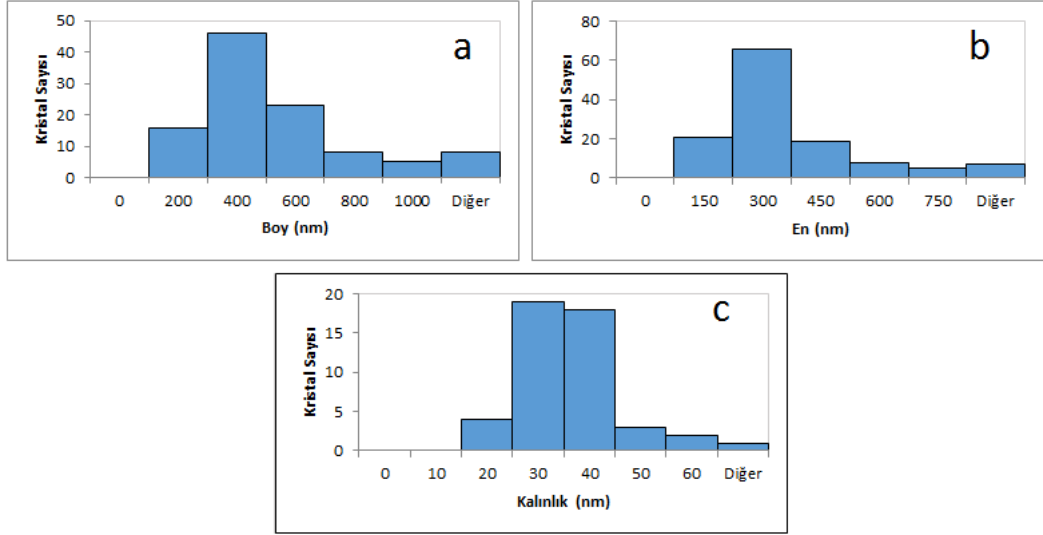 a
Kristal Sayısı
50
40
30
20
10
0
0 200 400 600 800 1000 Diğer
Boy (nm)
b
Kristal Sayısı
80
60
40
20
0
0 150 300 450 600 750 Diğer
En (nm)
c
Kristal Sayısı
20
15
10
5
0
0 10 20 30 40 50 60 Diğer
Kalınlık (nm)